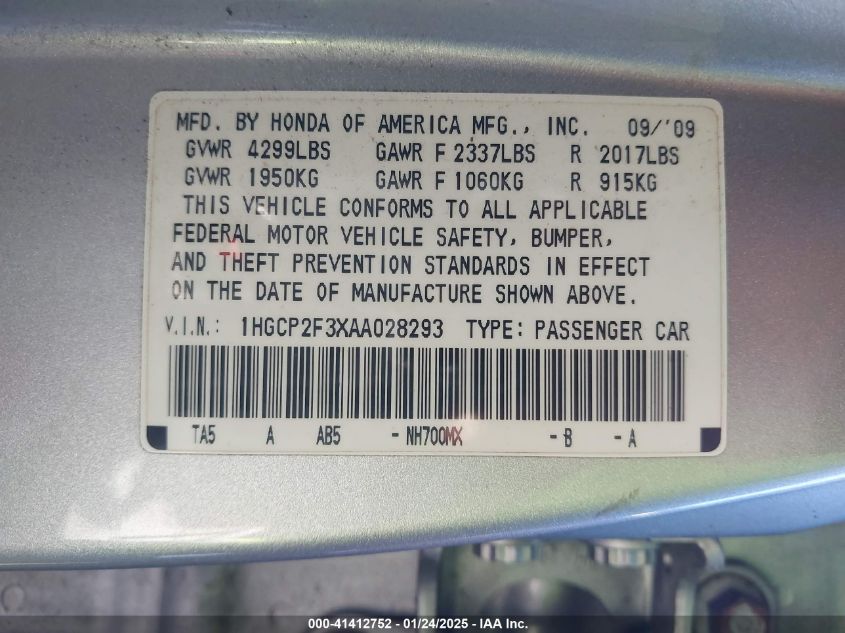 MFD. BY HONDA OF AMERICA MFG., INC. 09/'09
GVWR 4299LBS GAWR F 2337LBS R 2017LBS
GVWR 1950KG GAWR F 1060KG R 915KG
THIS VEHICLE CONFORMS TO ALL APPLICABLE
FEDERAL MOTOR VEHICLE SAFETY, BUMPER,
AND THEFT PREVENTION STANDARDS IN EFFECT
ON THE DATE OF MANUFACTURE SHOWN ABOVE.
V.I.N.: 1HGCP2F3XAA028293 TYPE: PASSENGER CAR
TA5 A AB5 - NH700MX - B - A
000-41412752 - 01/24/2025 - IAA Inc.